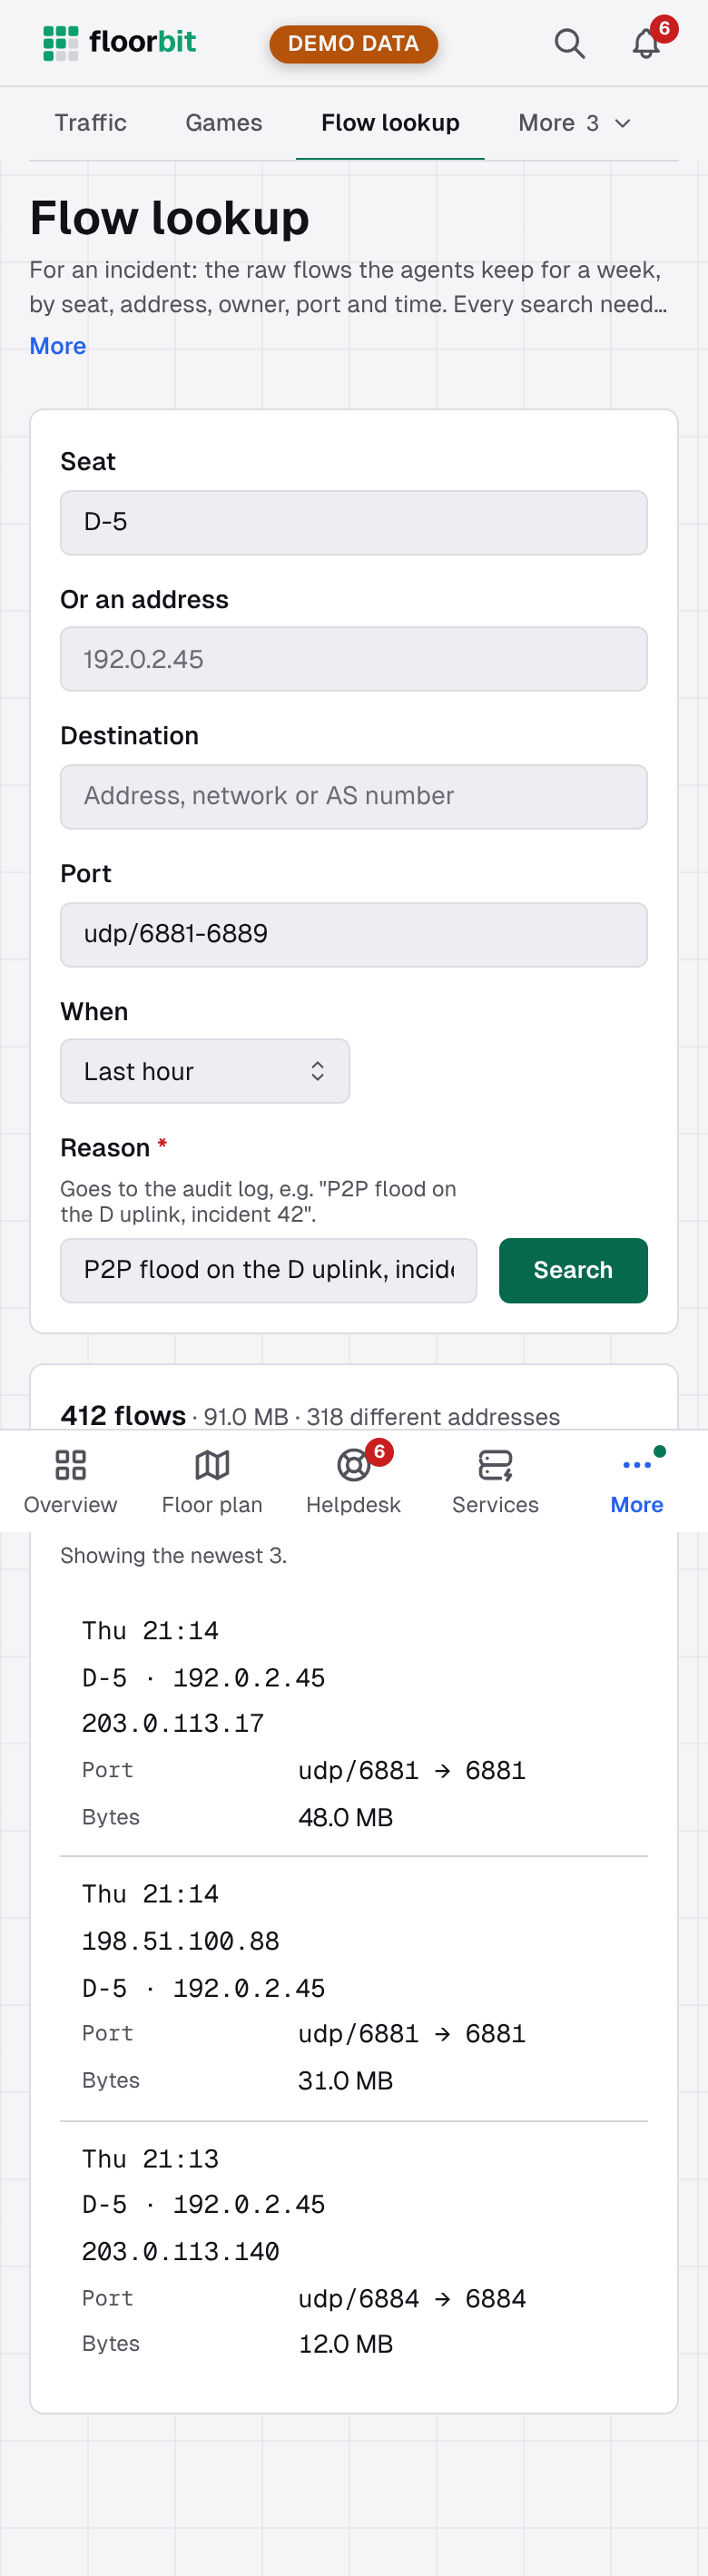 floorbit
DEMO DATA
6
Traffic
Games
Flow lookup
More 3
Flow lookup
For an incident: the raw flows the agents keep for a week,
by seat, address, owner, port and time. Every search need...
More
Seat
D-5
Or an address
192.0.2.45
Destination
Address, network or AS number
Port
udp/6881-6889
When
Last hour
Reason *
Goes to the audit log, e.g. "P2P flood on
the D uplink, incident 42".
P2P flood on the D uplink, incid
Search
412 flows · 91.0 MB · 318 different addresses
Overview
Floor plan
6
Helpdesk
Services
More
Showing the newest 3.
Thu 21:14
D-5 · 192.0.2.45
203.0.113.17
Port udp/6881 → 6881
Bytes 48.0 MB
Thu 21:14
198.51.100.88
D-5 · 192.0.2.45
Port udp/6881 → 6881
Bytes 31.0 MB
Thu 21:13
D-5 · 192.0.2.45
203.0.113.140
Port udp/6884 → 6884
Bytes 12.0 MB